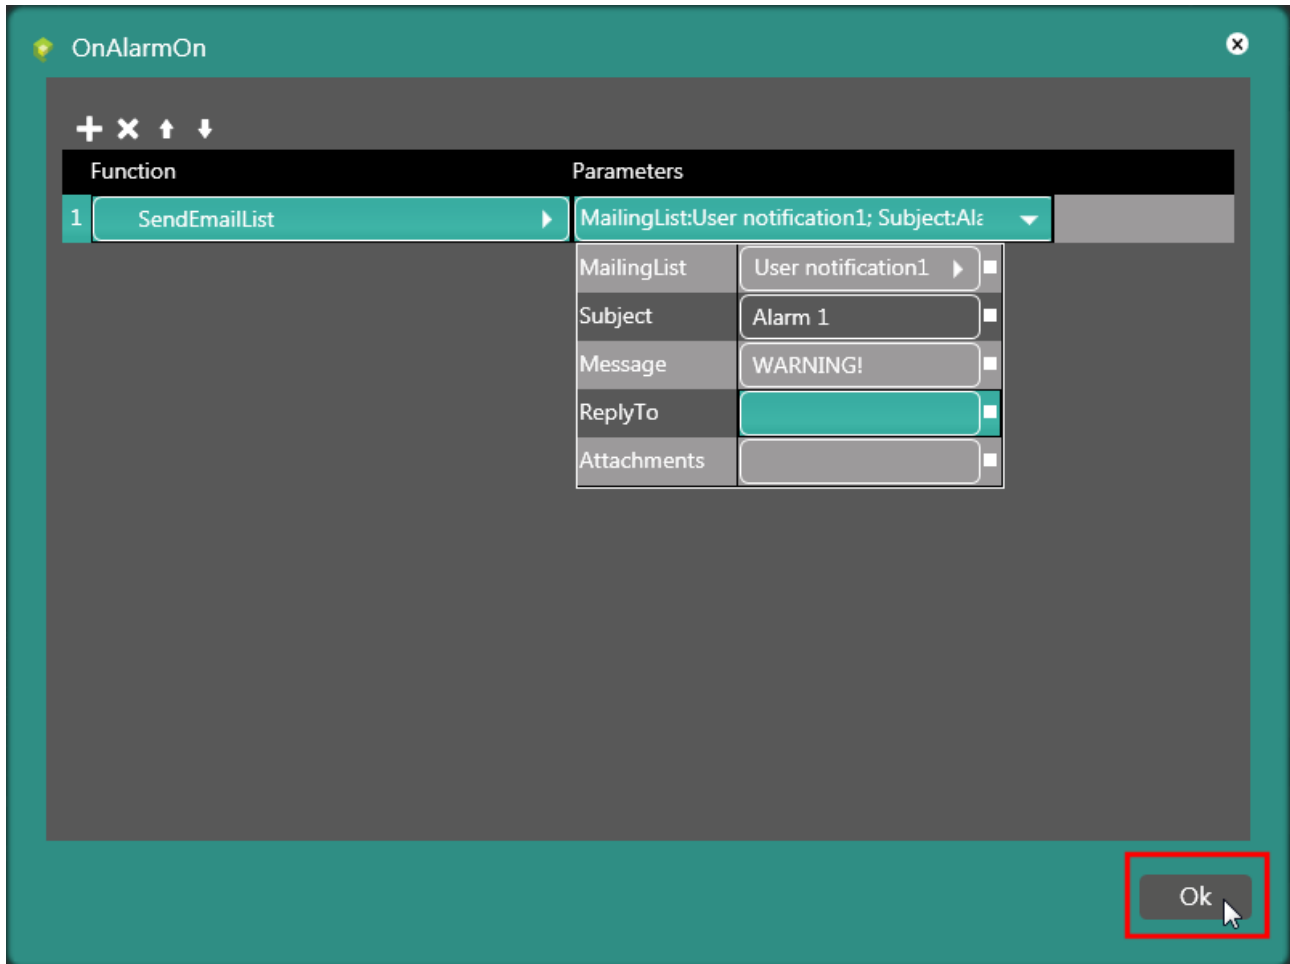 OnAlarmOn
Function Parameters
1 SendEmailList MailingList:User notification1; Subject:Ala
MailingList User notification1
Subject Alarm 1
Message WARNING!
ReplyTo
Attachments
Ok